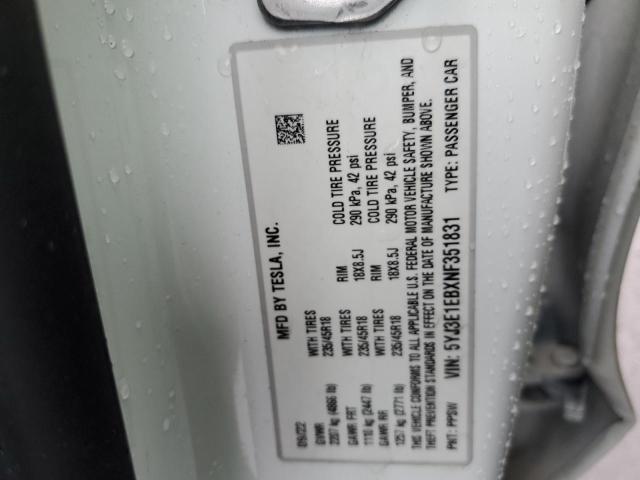 MFD BY TESLA, INC.
GVWR WITH TIRES RIM COLD TIRE PRESSURE
2207 kg (4866 lb) 235/45R18 18X8.5J 290 kPa, 42 psi
GAWR FRT WITH TIRES RIM COLD TIRE PRESSURE
1110 kg (2447 lb) 235/45R18 18X8.5J 290 kPa, 42 psi
GAWR RR WITH TIRES RIM COLD TIRE PRESSURE
1257 kg (2771 lb) 235/45R18 18X8.5J 290 kPa, 42 psi
THIS VEHICLE CONFORMS TO ALL APPLICABLE U.S. FEDERAL MOTOR VEHICLE SAFETY, BUMPER, AND
THEFT PREVENTION STANDARDS IN EFFECT ON THE DATE OF MANUFACTURE SHOWN ABOVE.
PNT: PPSW VIN: 5YJ3E1EBXNF351831 TYPE: PASSENGER CAR